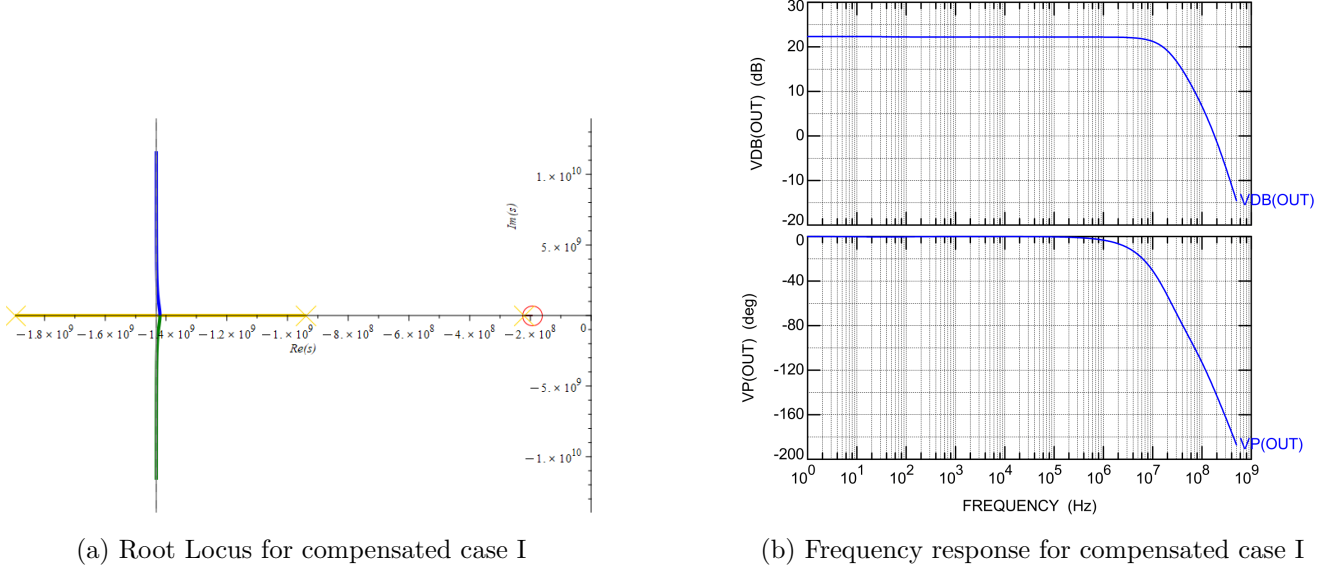 1. × 10^10
Im(s)
5. × 10^9
−1.8 × 10^9 −1.6 × 10^9 −1.4 × 10^9 −1.2 × 10^9 −1. × 10^9 −8. × 10^8 −6. × 10^8 −4. × 10^8 −2. × 10^8 0
Re(s)
−5. × 10^9
−1. × 10^10
(a) Root Locus for compensated case I
30
20
10
0
-10
-20
VDB(OUT) (dB)
VDB(OUT)
0
-40
-80
-120
-160
-200
VP(OUT) (deg)
VP(OUT)
10^0 10^1 10^2 10^3 10^4 10^5 10^6 10^7 10^8 10^9
FREQUENCY (Hz)
(b) Frequency response for compensated case I